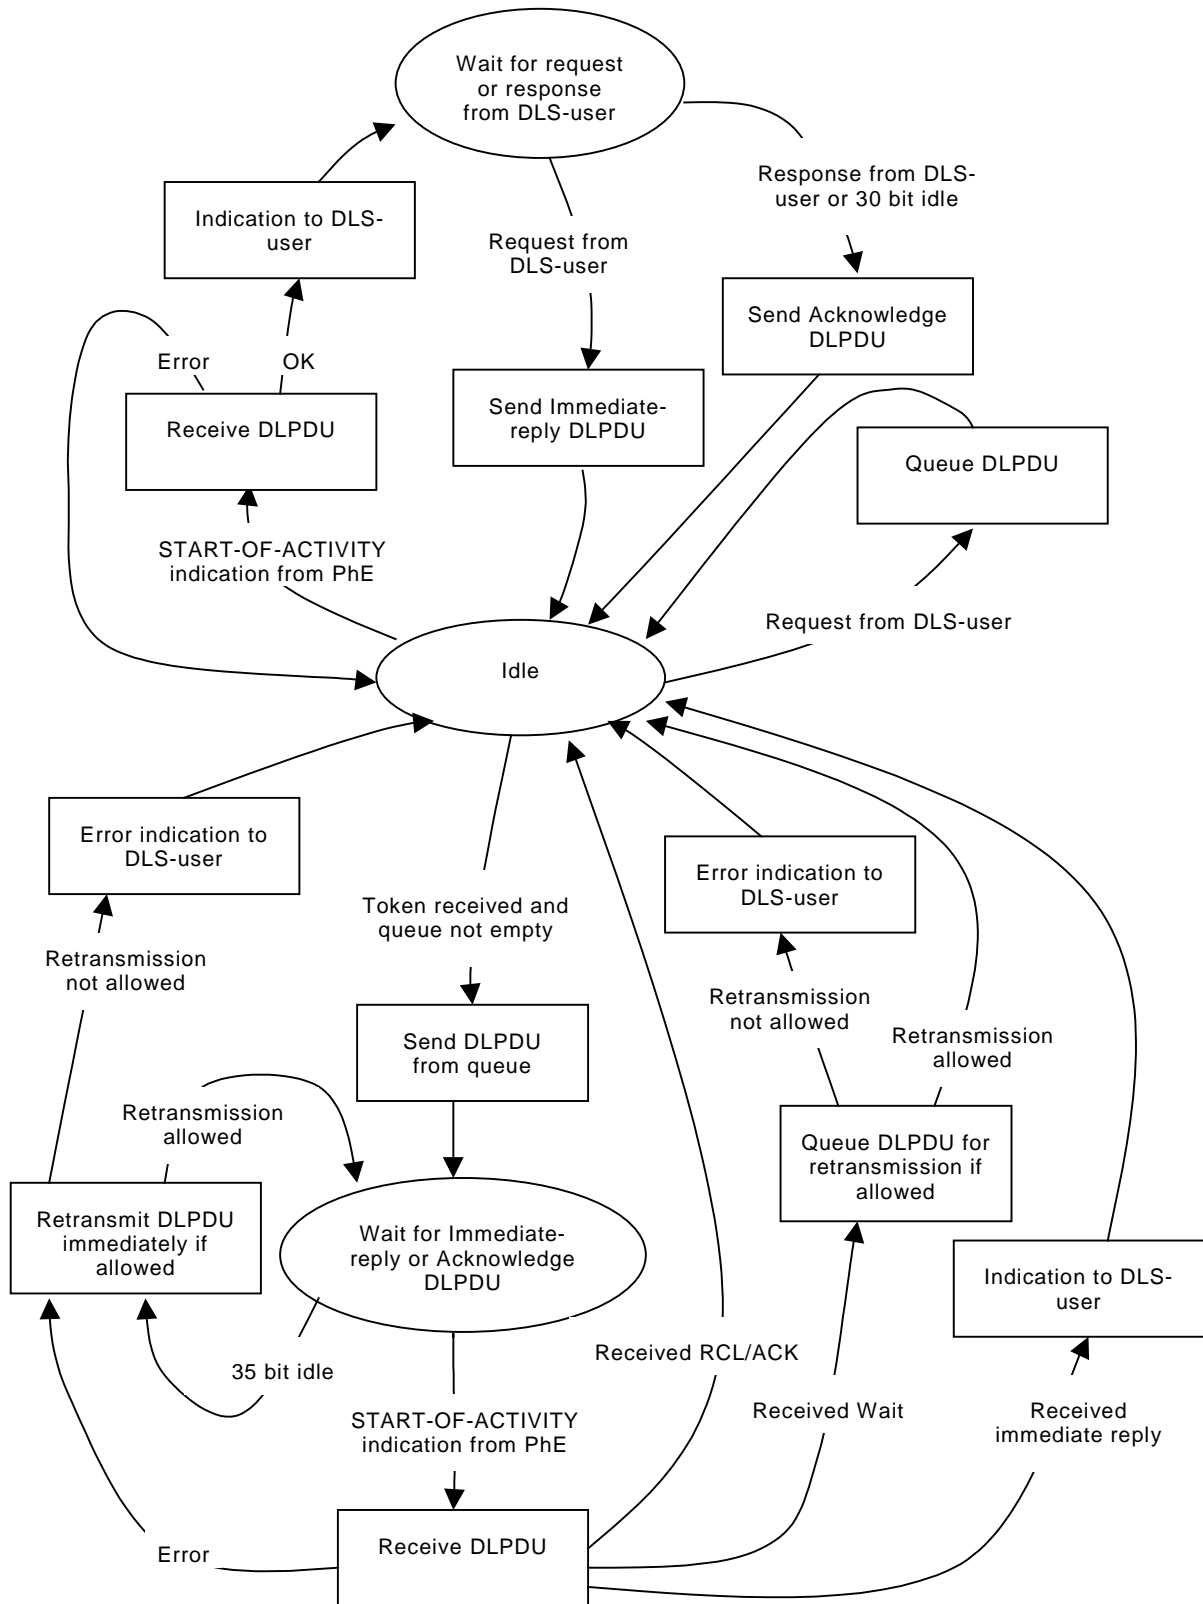 Wait for request
or response
from DLS-user
Response from DLS-
user or 30 bit idle
Indication to DLS-
user
Request from
DLS-user
Send Acknowledge
DLPDU
Error
OK
Receive DLPDU
Send Immediate-
reply DLPDU
Queue DLPDU
START-OF-ACTIVITY
indication from PhE
Request from DLS-user
Idle
Error indication to
DLS-user
Error indication to
DLS-user
Token received and
queue not empty
Retransmission
not allowed
Retransmission
not allowed
Retransmission
allowed
Send DLPDU
from queue
Retransmission
allowed
Queue DLPDU for
retransmission if
allowed
Retransmit DLPDU
immediately if
allowed
Wait for Immediate-
reply or Acknowledge
DLPDU
Indication to DLS-
user
35 bit idle
Received RCL/ACK
START-OF-ACTIVITY
indication from PhE
Received Wait
Received
immediate reply
Error
Receive DLPDU